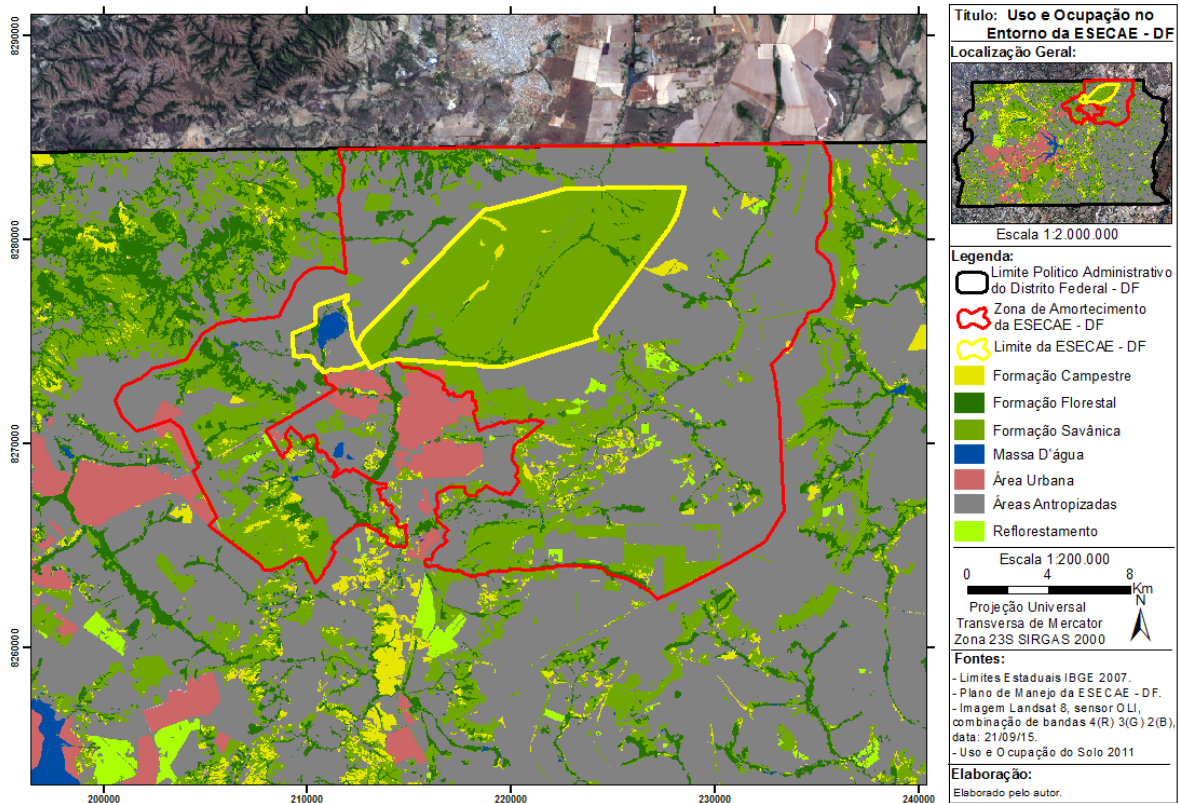 Título: Uso e Ocupação no
Entorno da ESECAE - DF
Localização Geral:
Escala 1:2.000.000
Legenda:
Limite Politico Administrativo
do Distrito Federal - DF
Zona de Amortecimento
da ESECAE - DF
Limite da ESECAE - DF
Formação Campestre
Formação Florestal
Formação Savânica
Massa D'água
Área Urbana
Áreas Antropizadas
Reflorestamento
Escala 1:200.000
0 4 8
Km
N
Projeção Universal
Transversa de Mercator
Zona 23S SIRGAS 2000
Fontes:
- Limites Estaduais IBGE 2007.
- Plano de Manejo da ESECAE - DF.
- Imagem Landsat 8, sensor OLI,
combinação de bandas 4(R) 3(G) 2(B),
data: 21/09/15.
- Uso e Ocupação do Solo 2011
Elaboração:
Elaborado pelo autor.
8290000
8280000
8270000
8260000
200000 210000 220000 230000 240000